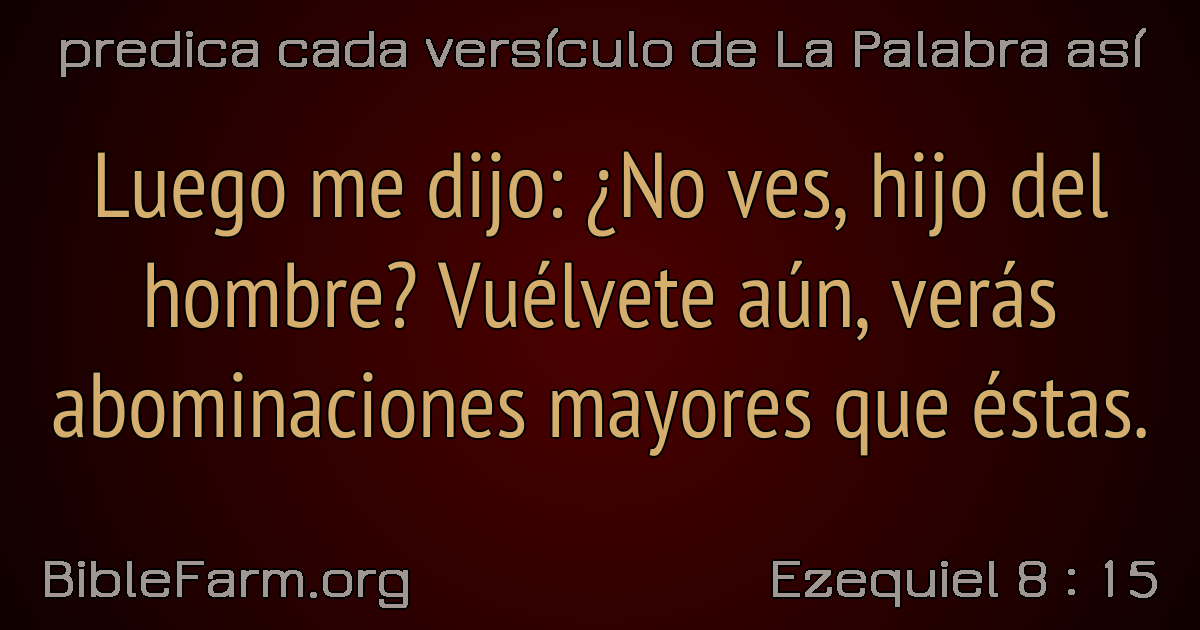 predica cada versículo de La Palabra así
Luego me dijo: ¿No ves, hijo del
hombre? Vuélvete aún, verás
abominaciones mayores que éstas.
BibleFarm.org
Ezequiel 8 : 15